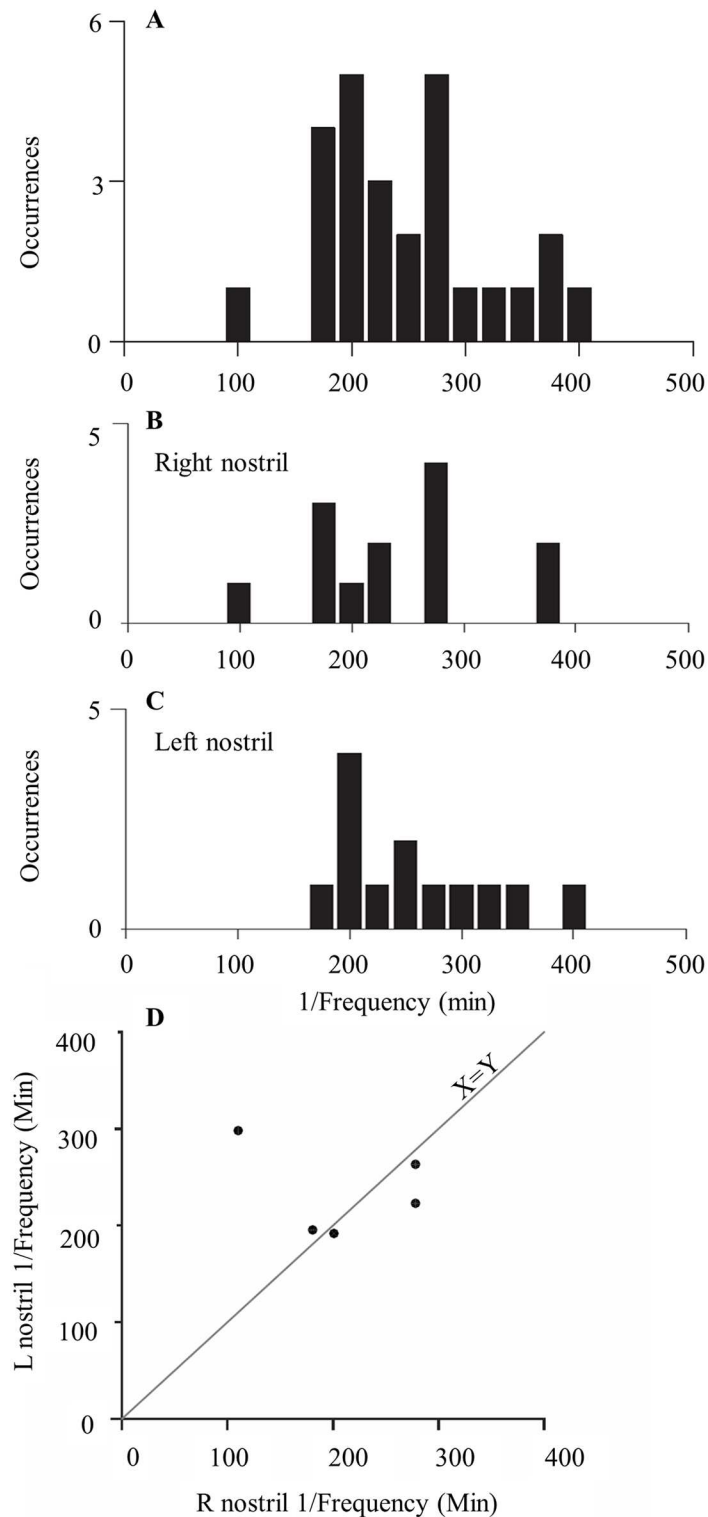 A
6
3
0
Occurrences
0 100 200 300 400 500
B
5
0
Right nostril
Occurrences
0 100 200 300 400 500
C
5
0
Left nostril
Occurrences
0 100 200 300 400 500
1/Frequency (min)
D
400
300
200
100
0
L nostril 1/Frequency (Min)
X=Y
0 100 200 300 400
R nostril 1/Frequency (Min)